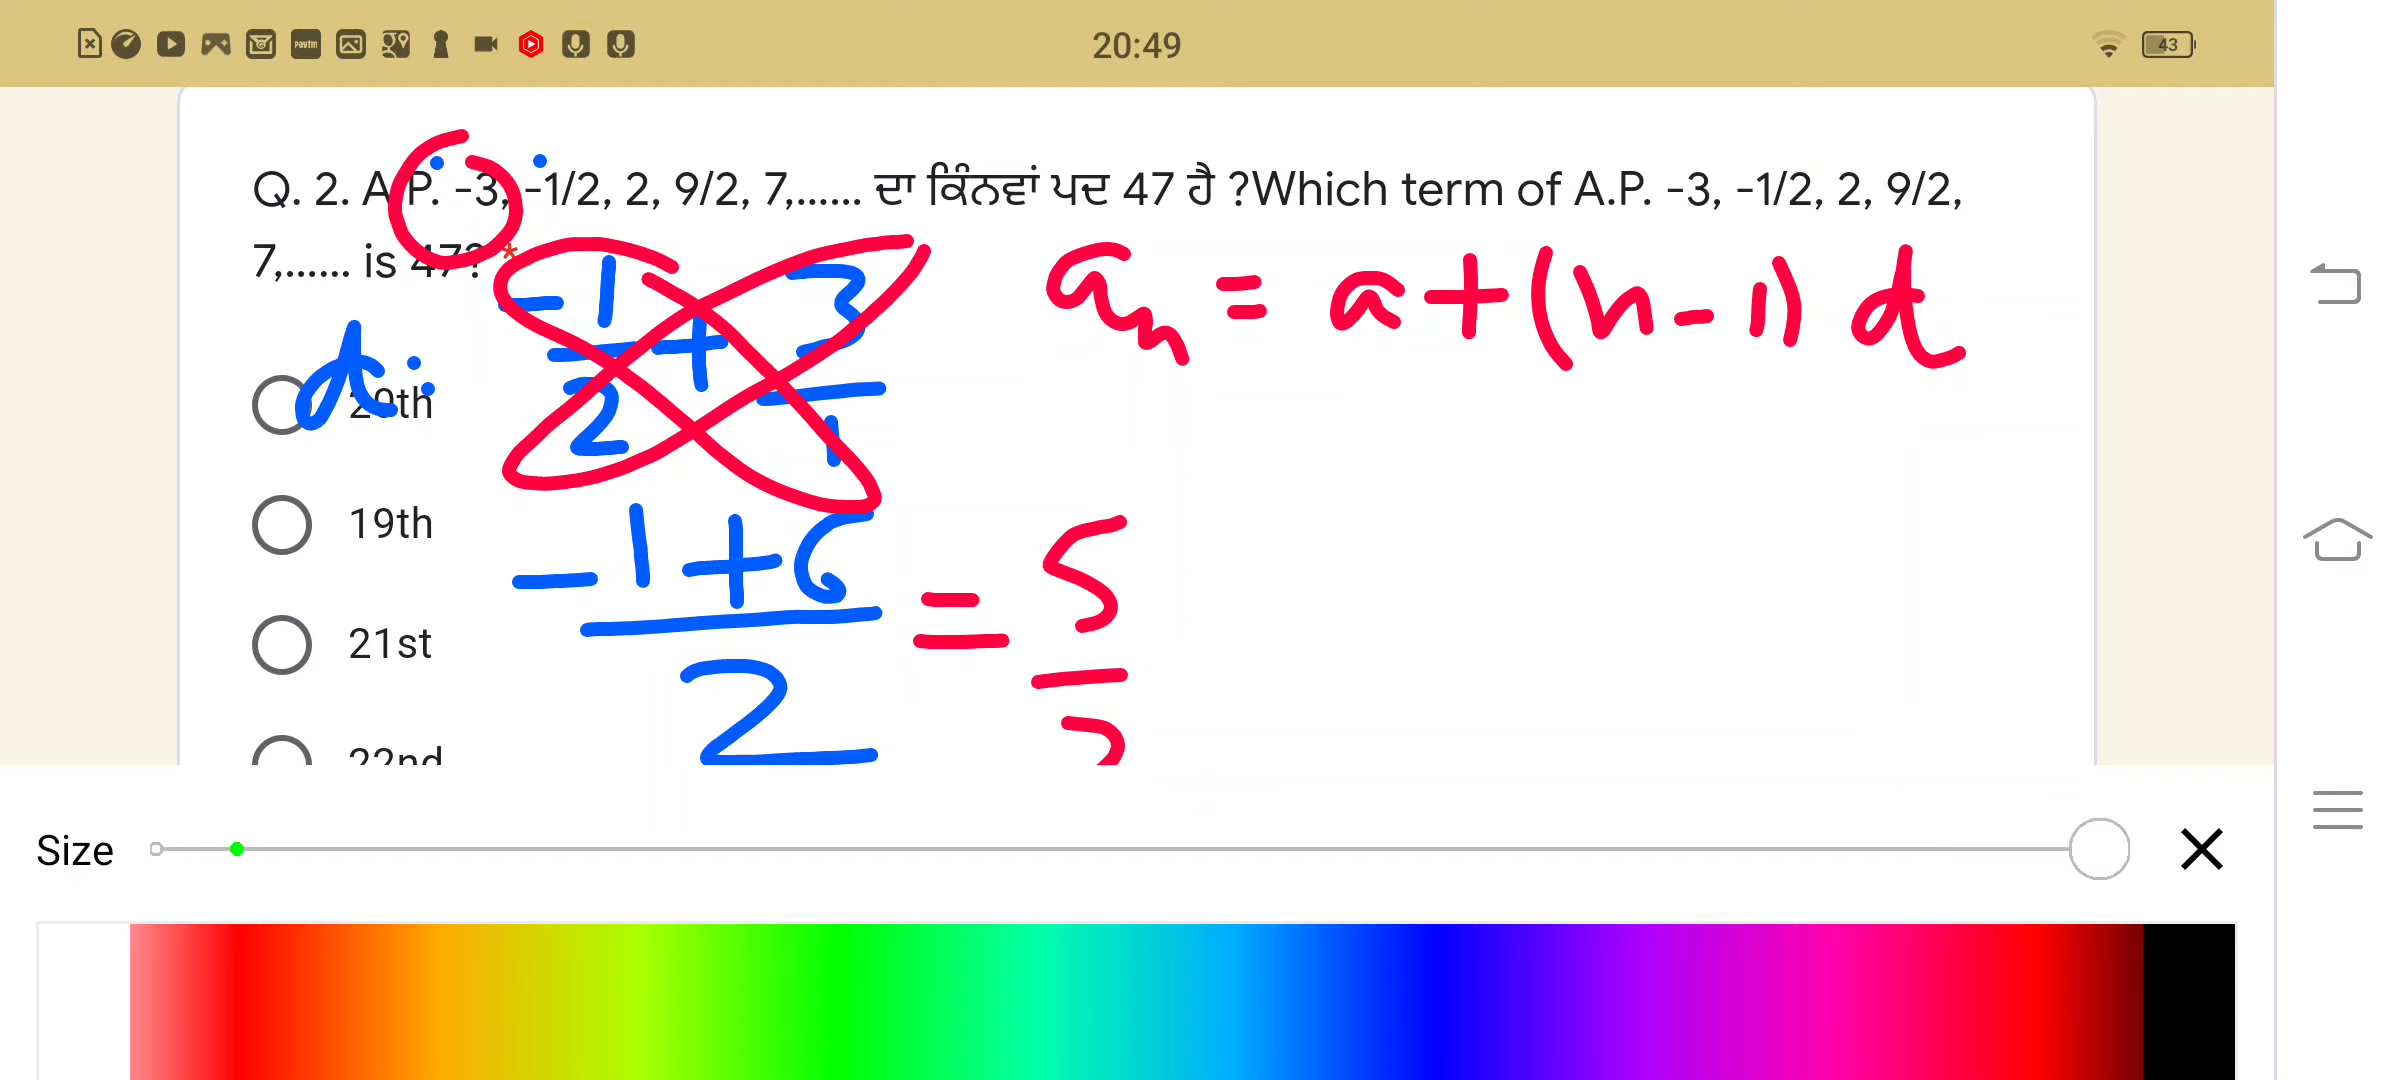 20:49
43
Q. 2. A.P. -3, -1/2, 2, 9/2, 7,...... ਦਾ ਕਿੰਨਵਾਂ ਪਦ 47 ਹੈ ?Which term of A.P. -3, -1/2, 2, 9/2,
7,...... is 47? *
-1/2 + 3/1
aₙ = a+(n-1)d
d:
20th
19th
-1+6/2 = 5/2
21st
22nd
Size